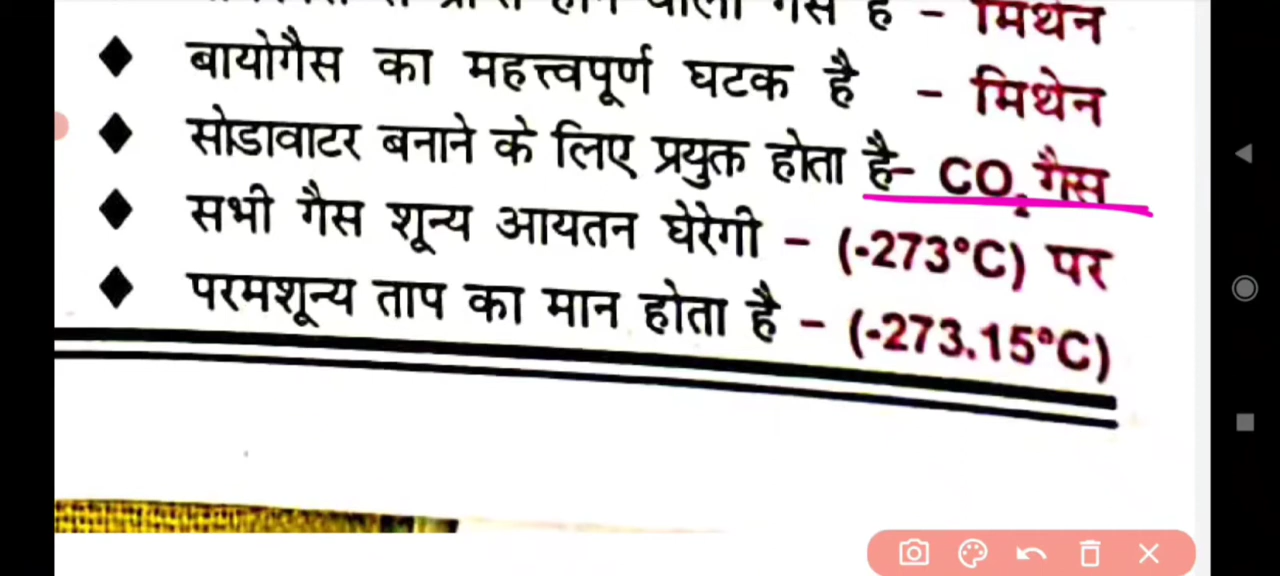 गैस है - मिथेन
◆ बायोगैस का महत्त्वपूर्ण घटक है - मिथेन
◆ सोडावाटर बनाने के लिए प्रयुक्त होता है- CO₂ गैस
◆ सभी गैस शून्य आयतन घेरेगी - (-273°C) पर
◆ परमशून्य ताप का मान होता है - (-273.15°C)